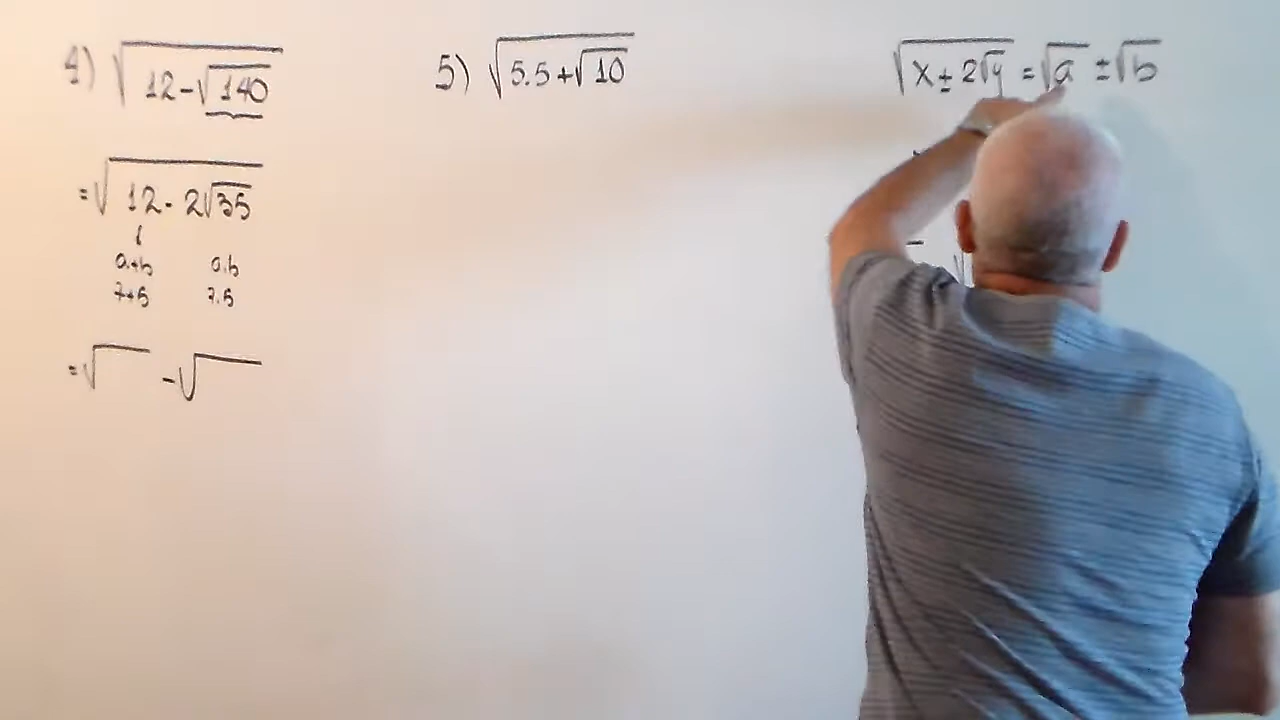 4) √(12-√140)
= √(12-2√35)
a+b a.b
7+5 7.5
= √ - √
5) √(5.5+√10)
√(x±2√y) = √a ± √b